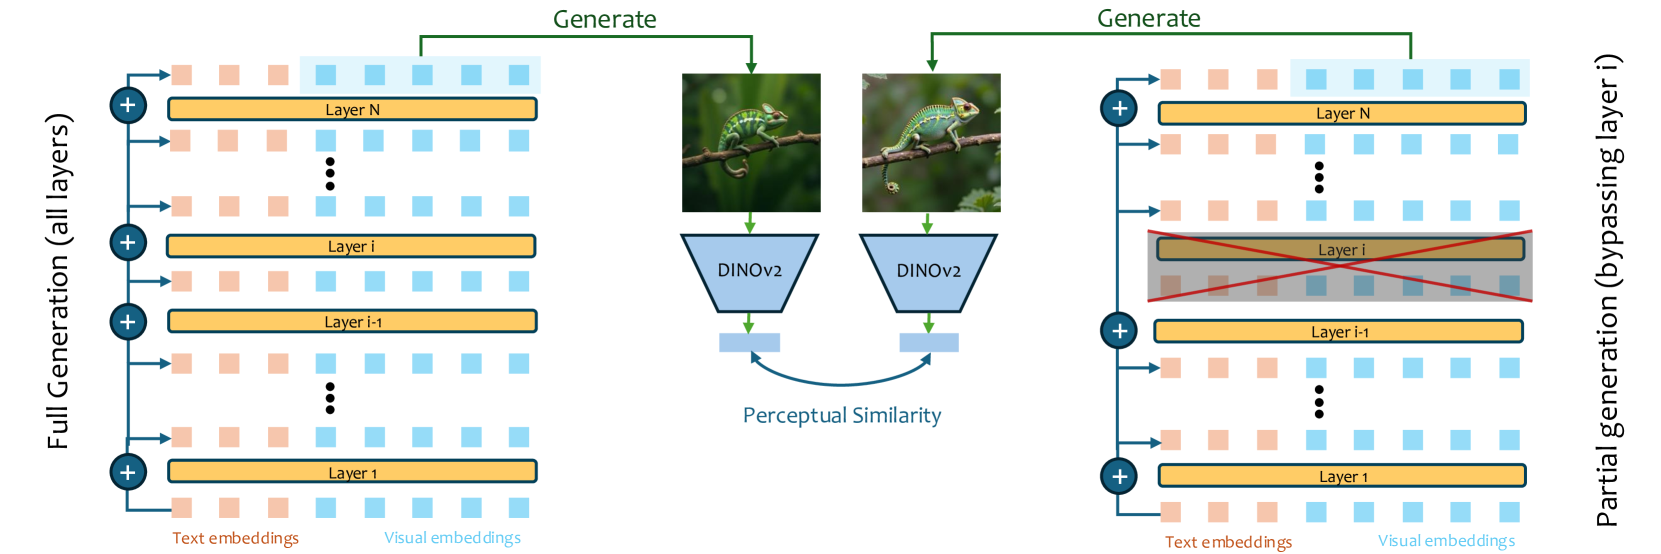 Full Generation (all layers)
Generate
Layer N
Layer i
Layer i-1
Layer 1
Text embeddings
Visual embeddings
DINOv2
DINOv2
Perceptual Similarity
Generate
Layer N
Layer i
Layer i-1
Layer 1
Text embeddings
Visual embeddings
Partial generation (bypassing layer i)